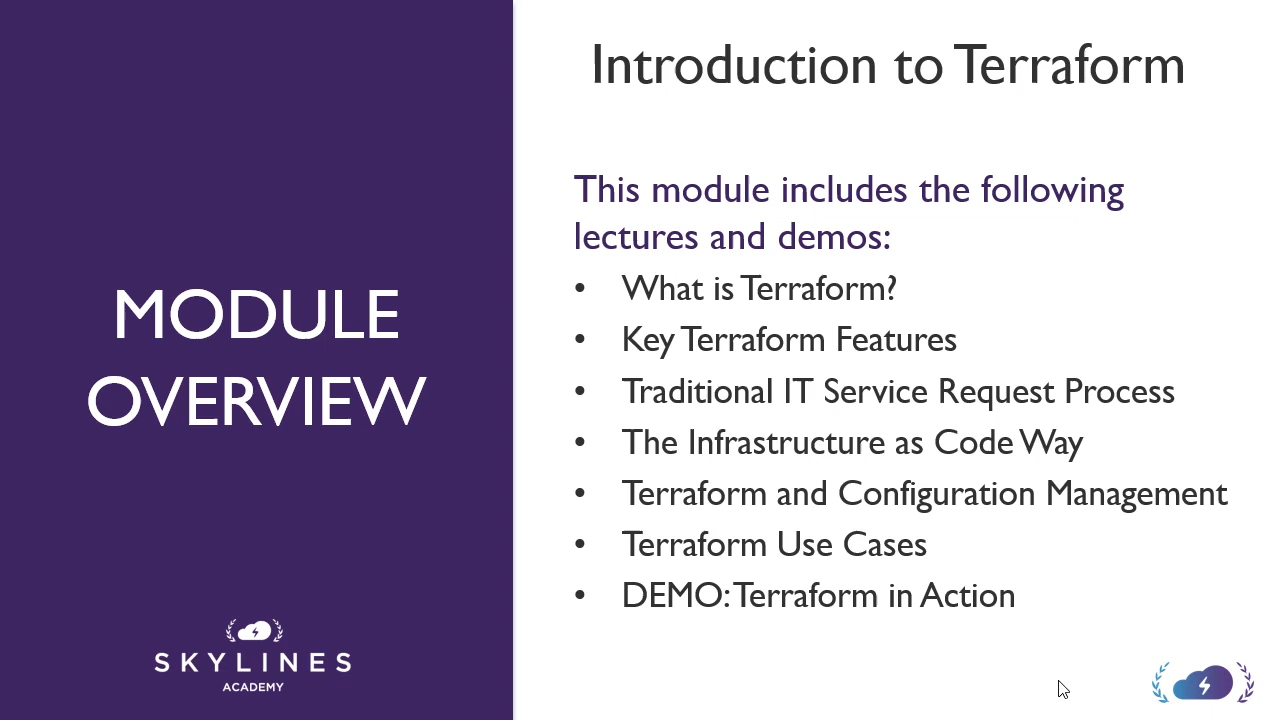 MODULE
OVERVIEW
SKYLINES
ACADEMY
Introduction to Terraform
This module includes the following
lectures and demos:
• What is Terraform?
• Key Terraform Features
• Traditional IT Service Request Process
• The Infrastructure as Code Way
• Terraform and Configuration Management
• Terraform Use Cases
• DEMO: Terraform in Action